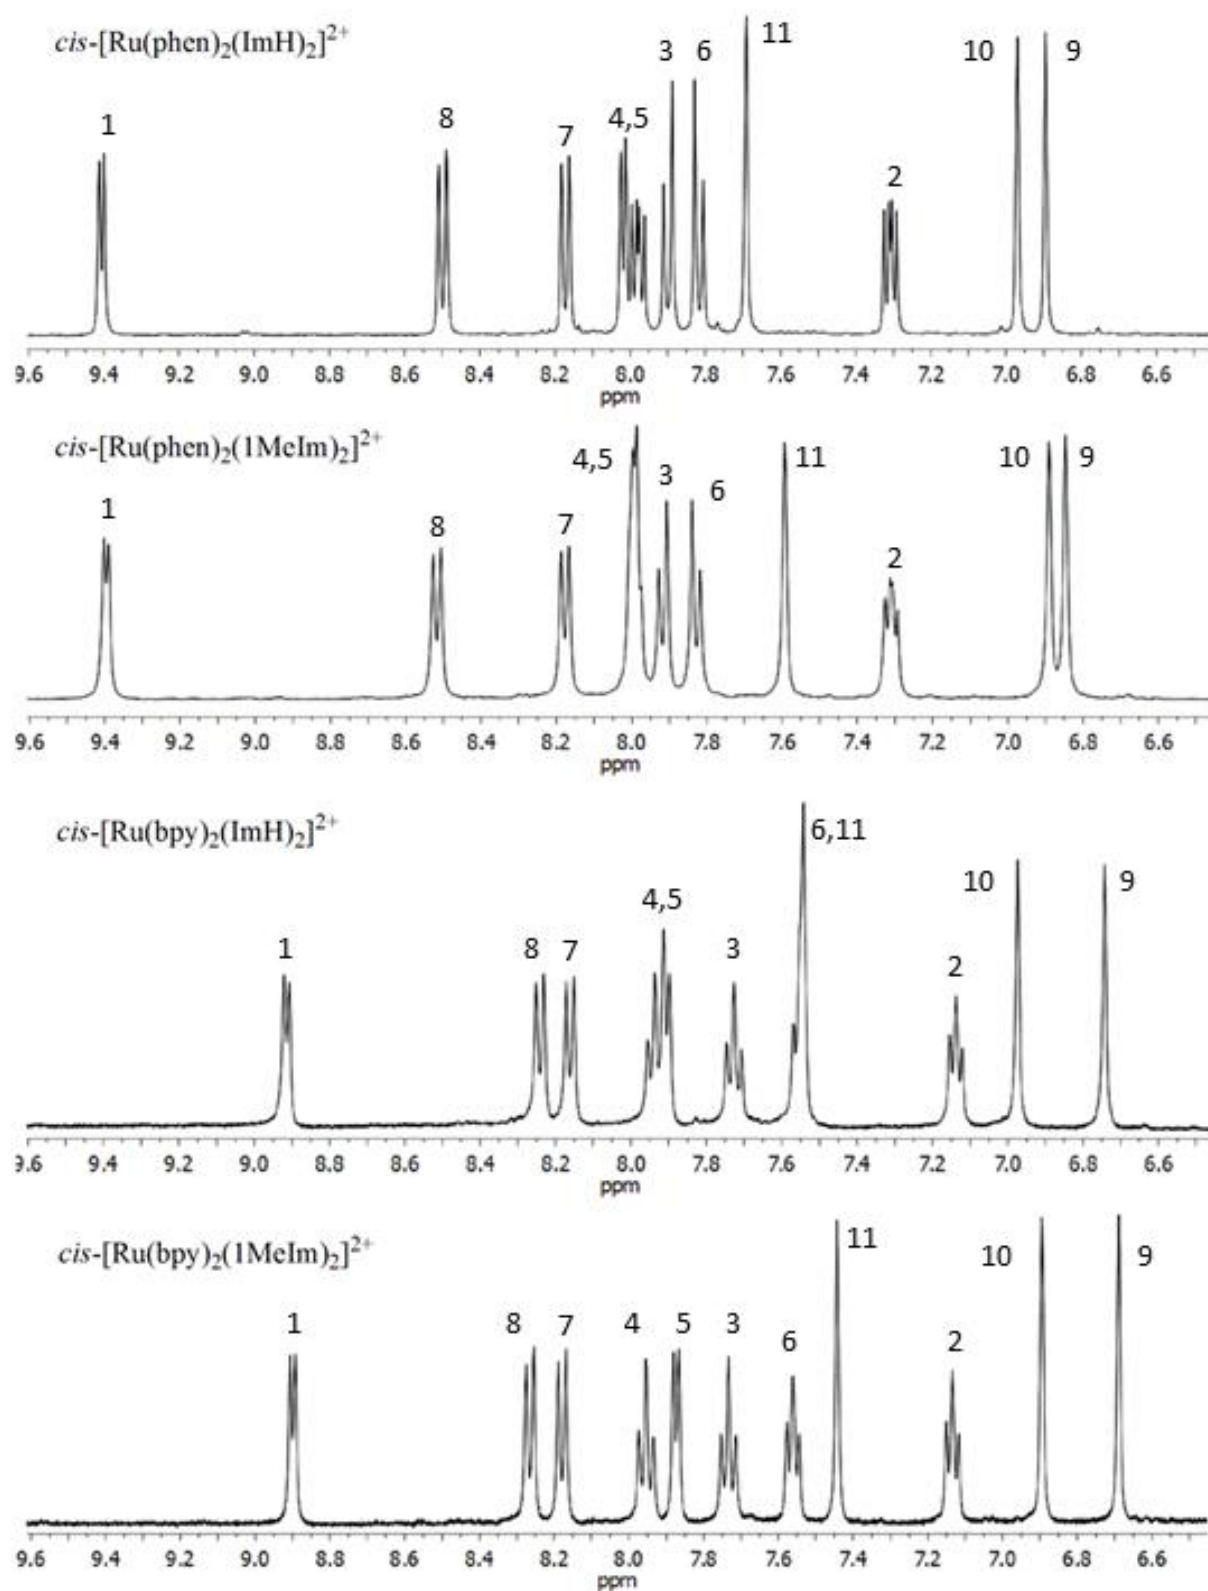 cis-[Ru(phen)₂(ImH)₂]²⁺
1 8 7 4,5 3 6 11 2 10 9
9.6 9.4 9.2 9.0 8.8 8.6 8.4 8.2 8.0 7.8 7.6 7.4 7.2 7.0 6.8 6.6
ppm
cis-[Ru(phen)₂(1MeIm)₂]²⁺
1 8 7 4,5 3 6 11 2 10 9
9.6 9.4 9.2 9.0 8.8 8.6 8.4 8.2 8.0 7.8 7.6 7.4 7.2 7.0 6.8 6.6
ppm
cis-[Ru(bpy)₂(ImH)₂]²⁺
1 8 7 4,5 3 6,11 2 10 9
9.6 9.4 9.2 9.0 8.8 8.6 8.4 8.2 8.0 7.8 7.6 7.4 7.2 7.0 6.8 6.6
ppm
cis-[Ru(bpy)₂(1MeIm)₂]²⁺
1 8 7 4 5 3 6 11 2 10 9
9.6 9.4 9.2 9.0 8.8 8.6 8.4 8.2 8.0 7.8 7.6 7.4 7.2 7.0 6.8 6.6
ppm